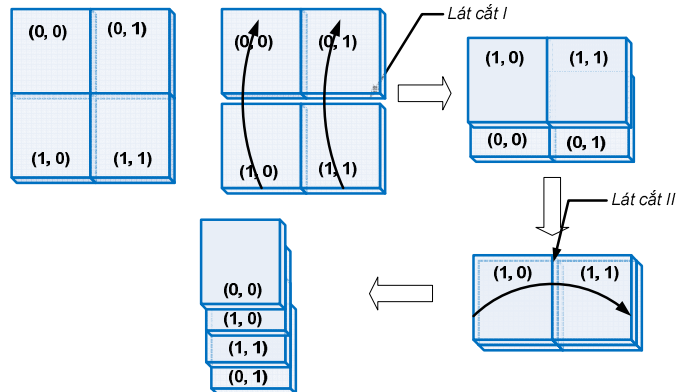 (0, 0) (0, 1)
(1, 0) (1, 1)
(0, 0) (0, 1)
(1, 0) (1, 1)
Lát cắt I
(1, 0) (1, 1)
(0, 0) (0, 1)
Lát cắt II
(1, 0) (1, 1)
(0, 0)
(1, 0)
(1, 1)
(0, 1)